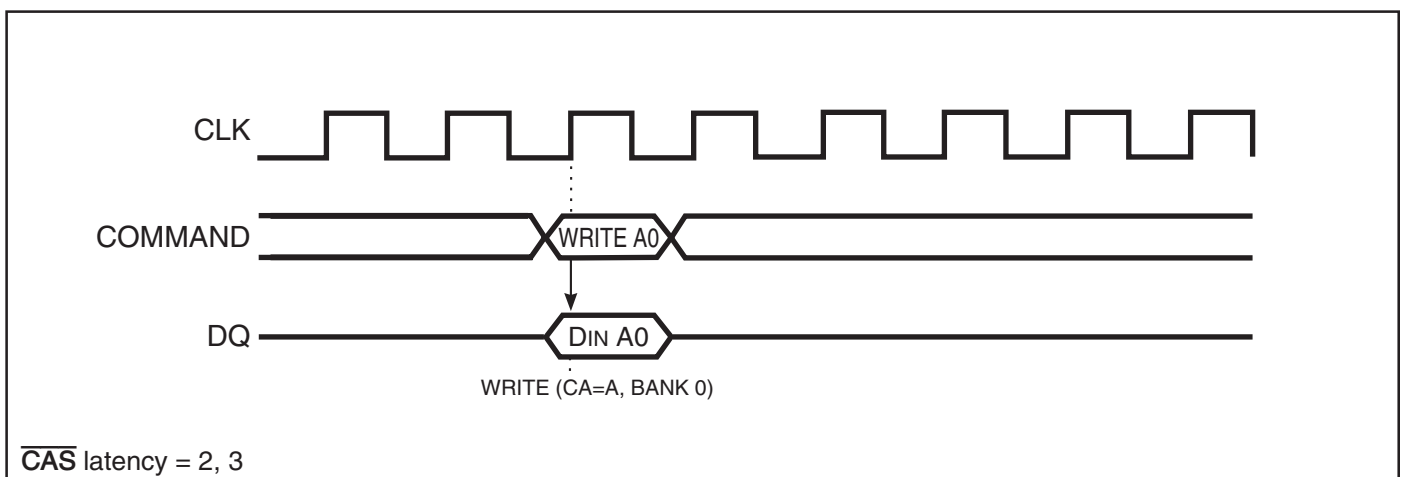 CLK
COMMAND WRITE A0
DQ DIN A0
WRITE (CA=A, BANK 0)
CAS latency = 2, 3